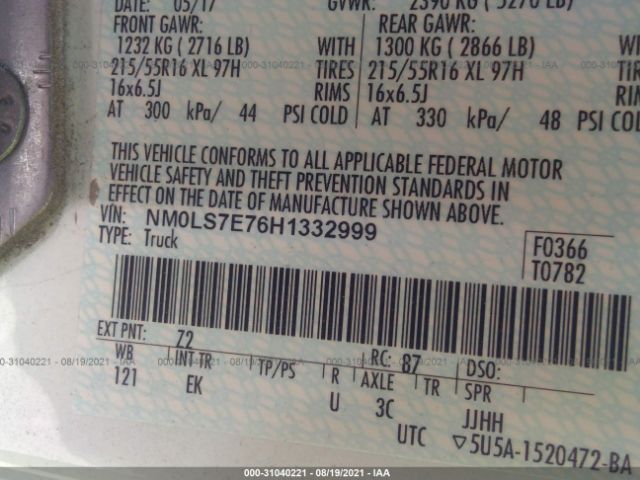 DATE: 05/17 GVWR: 2390 KG ( 5270 LB)
FRONT GAWR: REAR GAWR:
1232 KG ( 2716 LB) WITH 1300 KG ( 2866 LB)
215/55R16 XL 97H TIRES 215/55R16 XL 97H
16x6.5J RIMS 16x6.5J
AT 300 kPa/ 44 PSI COLD AT 330 kPa/ 48 PSI COLD
THIS VEHICLE CONFORMS TO ALL APPLICABLE FEDERAL MOTOR
VEHICLE SAFETY AND THEFT PREVENTION STANDARDS IN
EFFECT ON THE DATE OF MANUFACTURE SHOWN ABOVE.
VIN: NM0LS7E76H1332999
TYPE: Truck
F0366
T0782
EXT PNT: 72 RC: 87 DSO:
WB INT TR TP/PS R AXLE TR SPR
121 EK U 3C JJHH
UTC ▽5U5A-1520472-BA
000-31040221 - 08/19/2021 - IAA